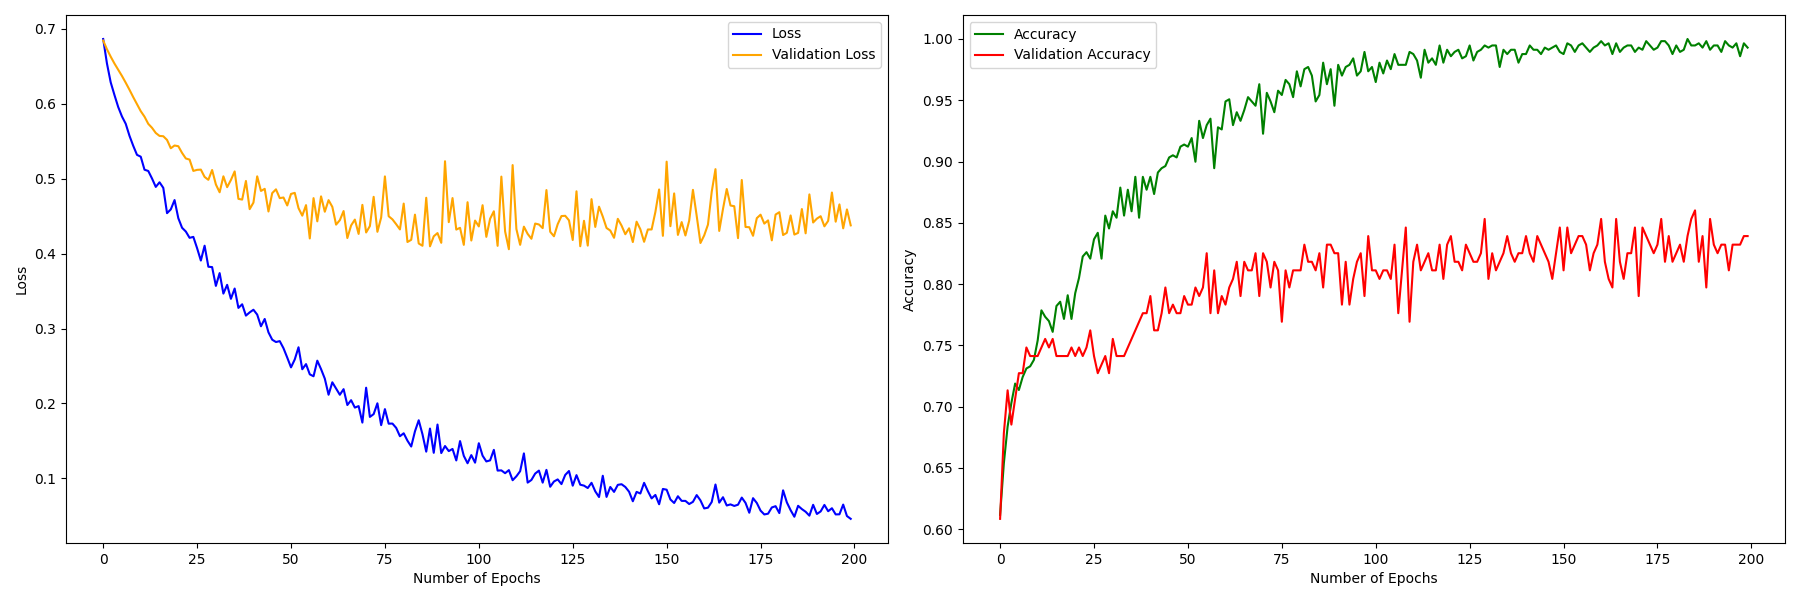 Loss
Validation Loss
0.7
0.6
0.5
0.4
0.3
0.2
0.1
Loss
0 25 50 75 100 125 150 175 200
Number of Epochs
Accuracy
Validation Accuracy
1.00
0.95
0.90
0.85
0.80
0.75
0.70
0.65
0.60
Accuracy
0 25 50 75 100 125 150 175 200
Number of Epochs